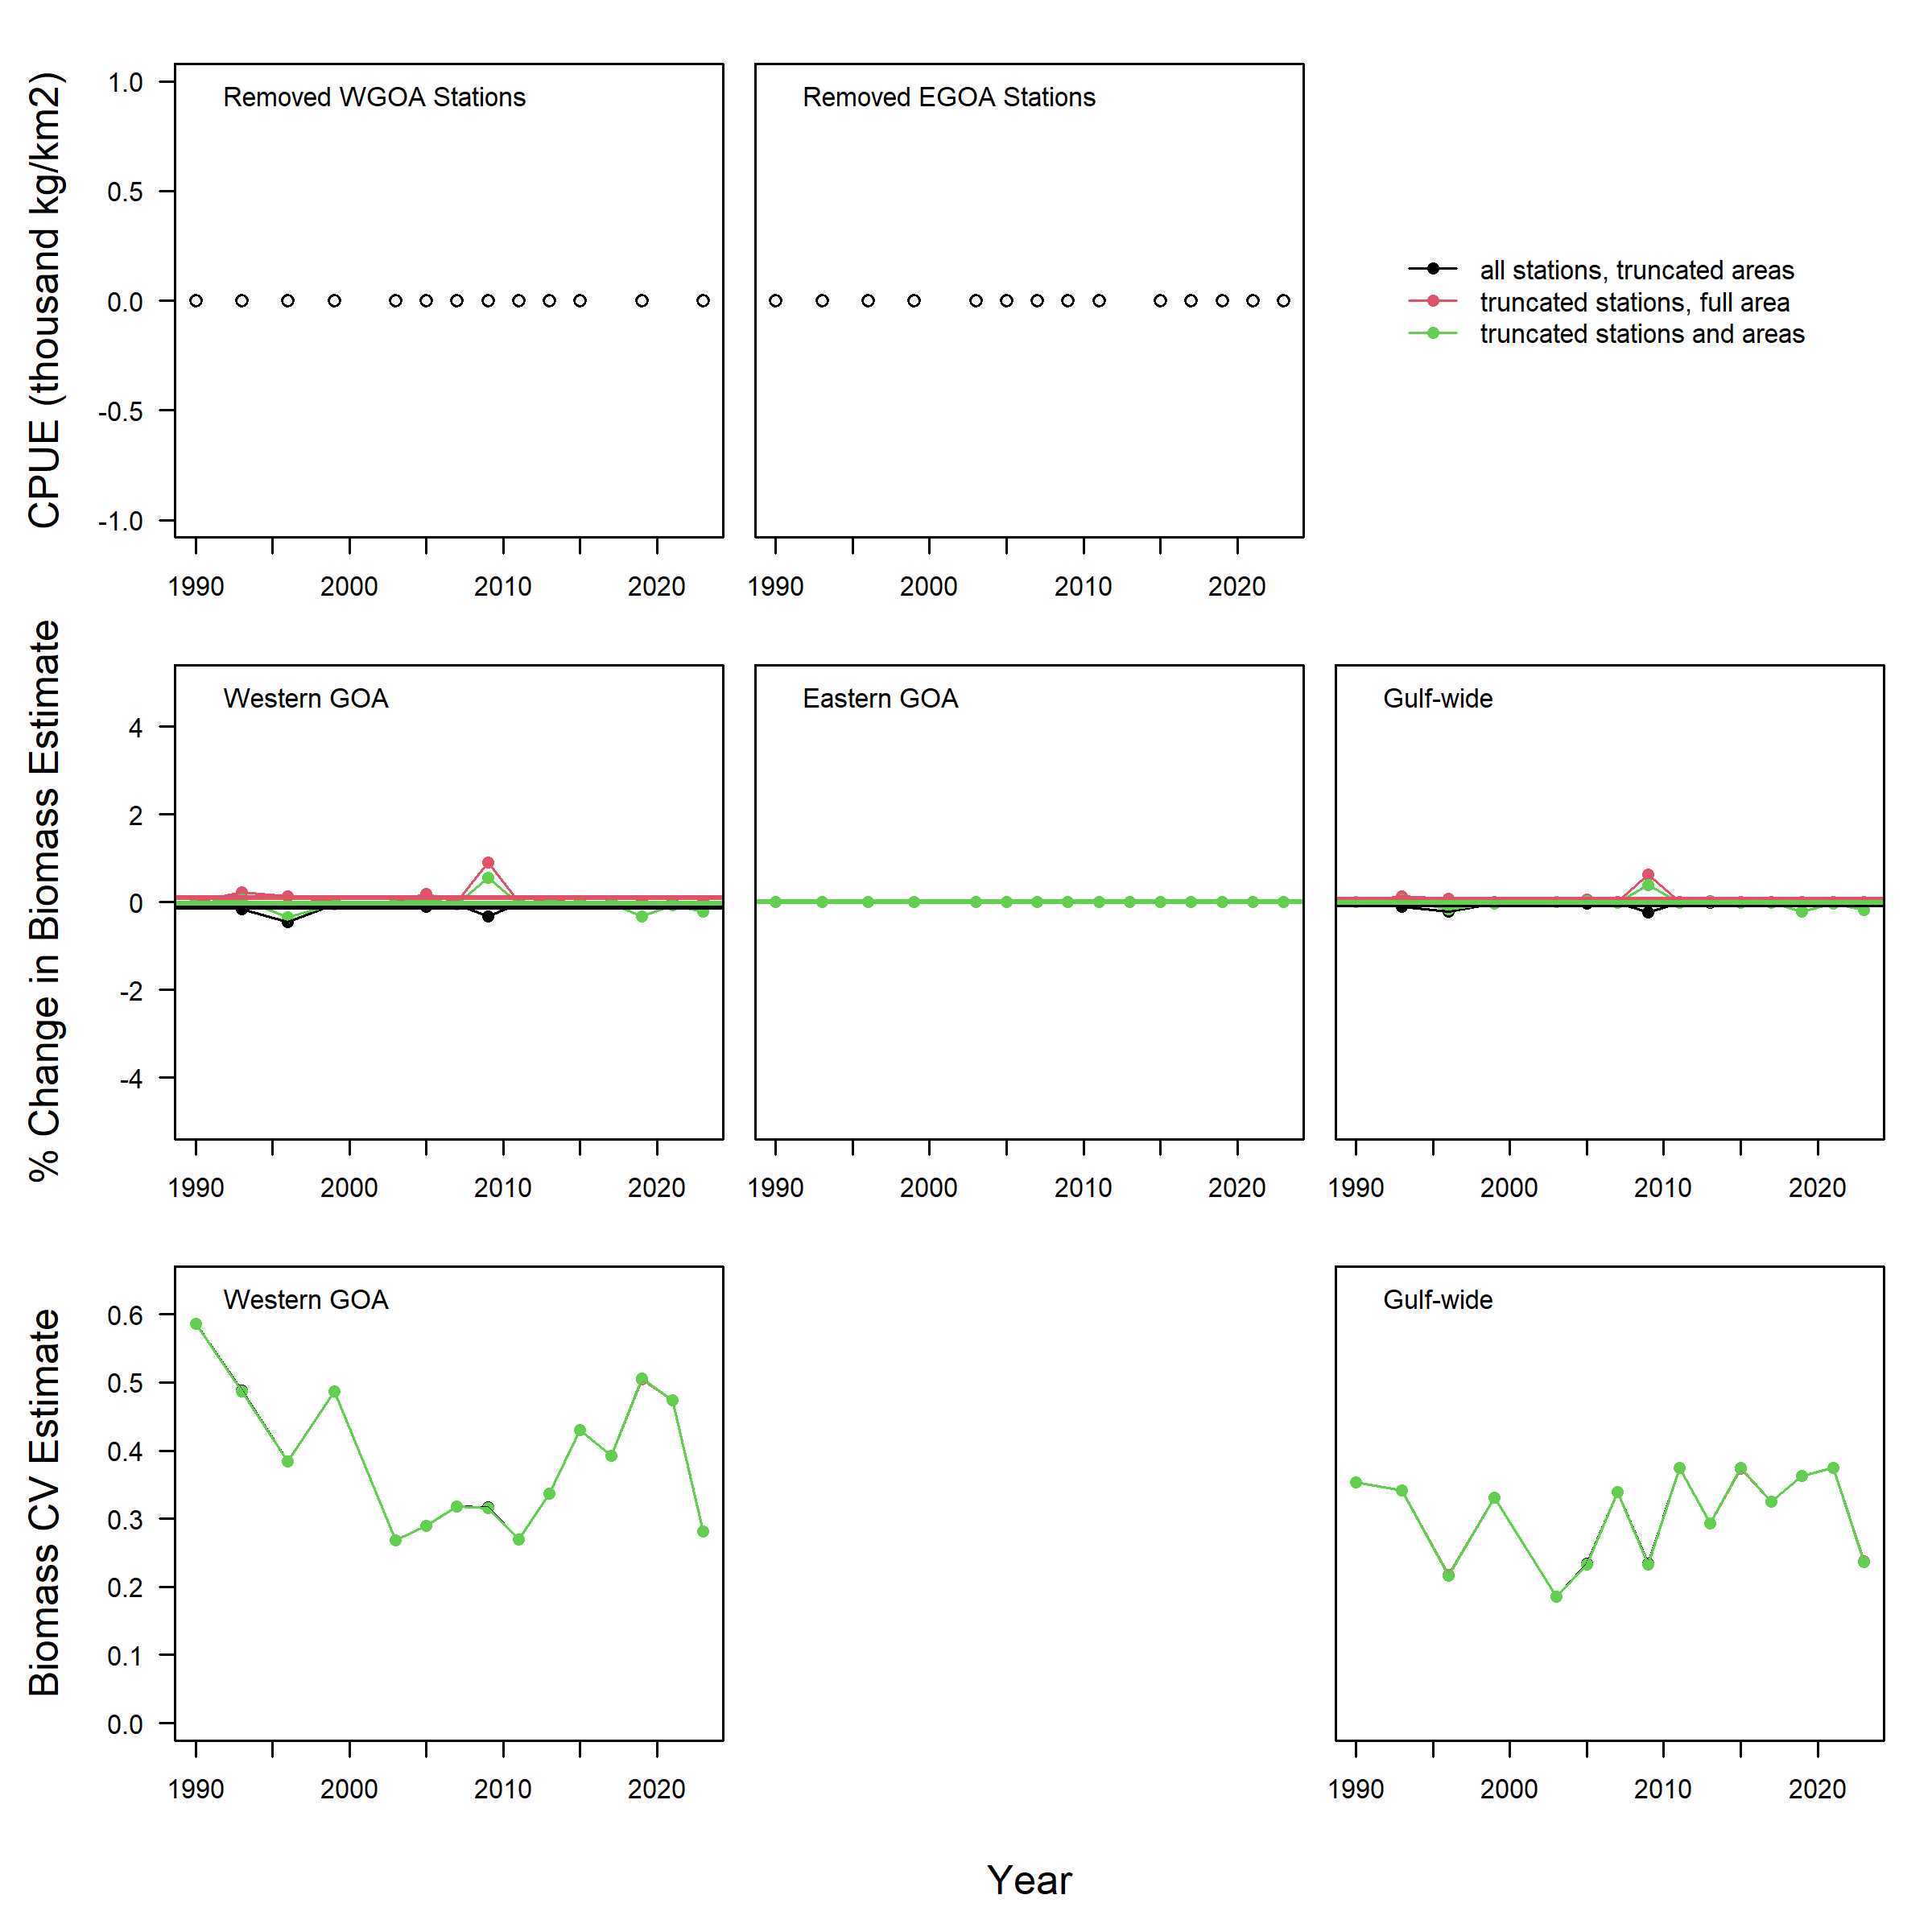 CPUE (thousand kg/km2)
1.0
0.5
0.0
-0.5
-1.0
Removed WGOA Stations
1990 2000 2010 2020
Removed EGOA Stations
1990 2000 2010 2020
all stations, truncated areas
truncated stations, full area
truncated stations and areas
% Change in Biomass Estimate
4
2
0
-2
-4
Western GOA
1990 2000 2010 2020
Eastern GOA
1990 2000 2010 2020
Gulf-wide
1990 2000 2010 2020
Biomass CV Estimate
0.6
0.5
0.4
0.3
0.2
0.1
0.0
Western GOA
1990 2000 2010 2020
Gulf-wide
1990 2000 2010 2020
Year